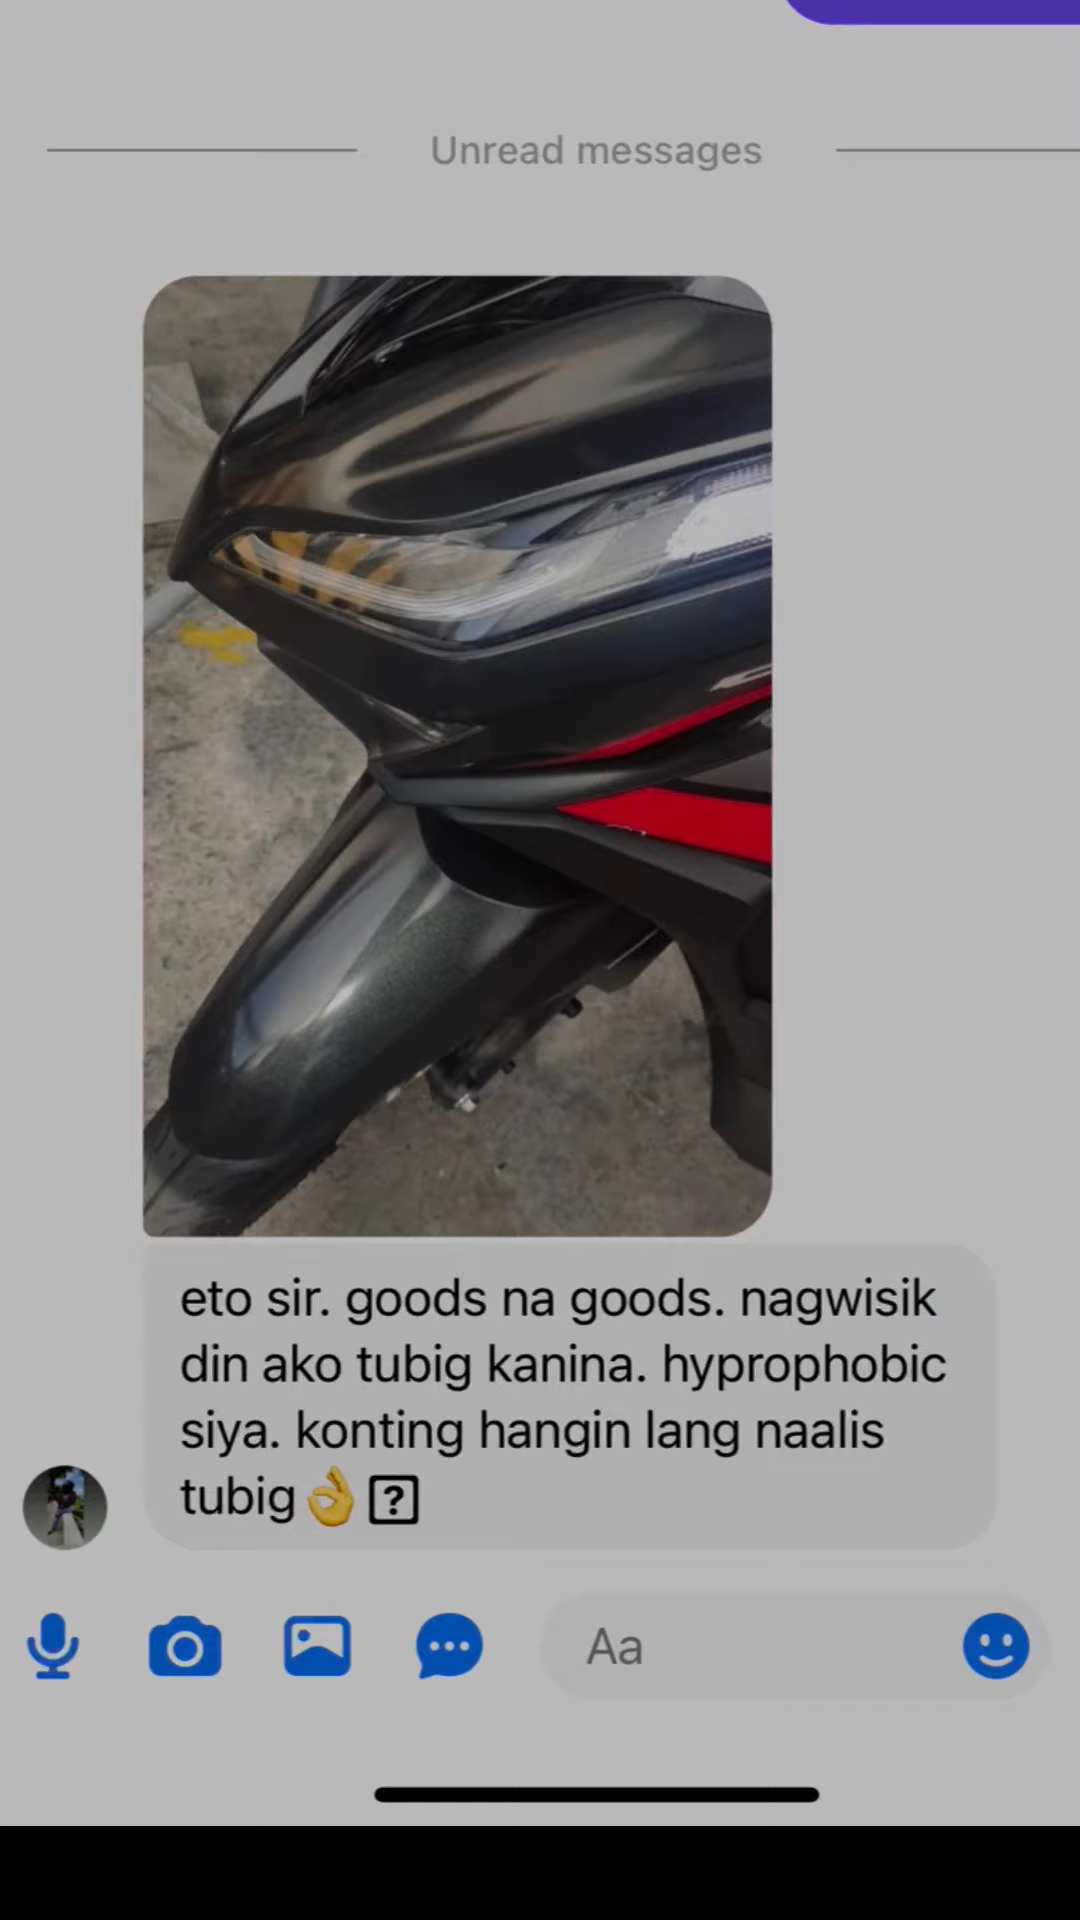 Unread messages
eto sir. goods na goods. nagwisik
din ako tubig kanina. hyprophobic
siya. konting hangin lang naalis
tubig👌
Aa